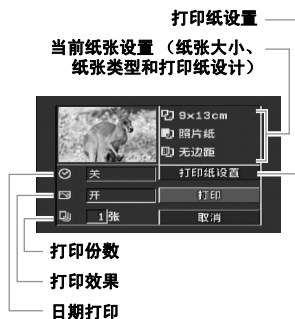 打印纸设置
当前纸张设置（纸张大小、
纸张类型和打印纸设计）
9×13cm
照片紙
无边距
关
打印纸设置
开
打印
1张
取消
打印份数
打印效果
日期打印